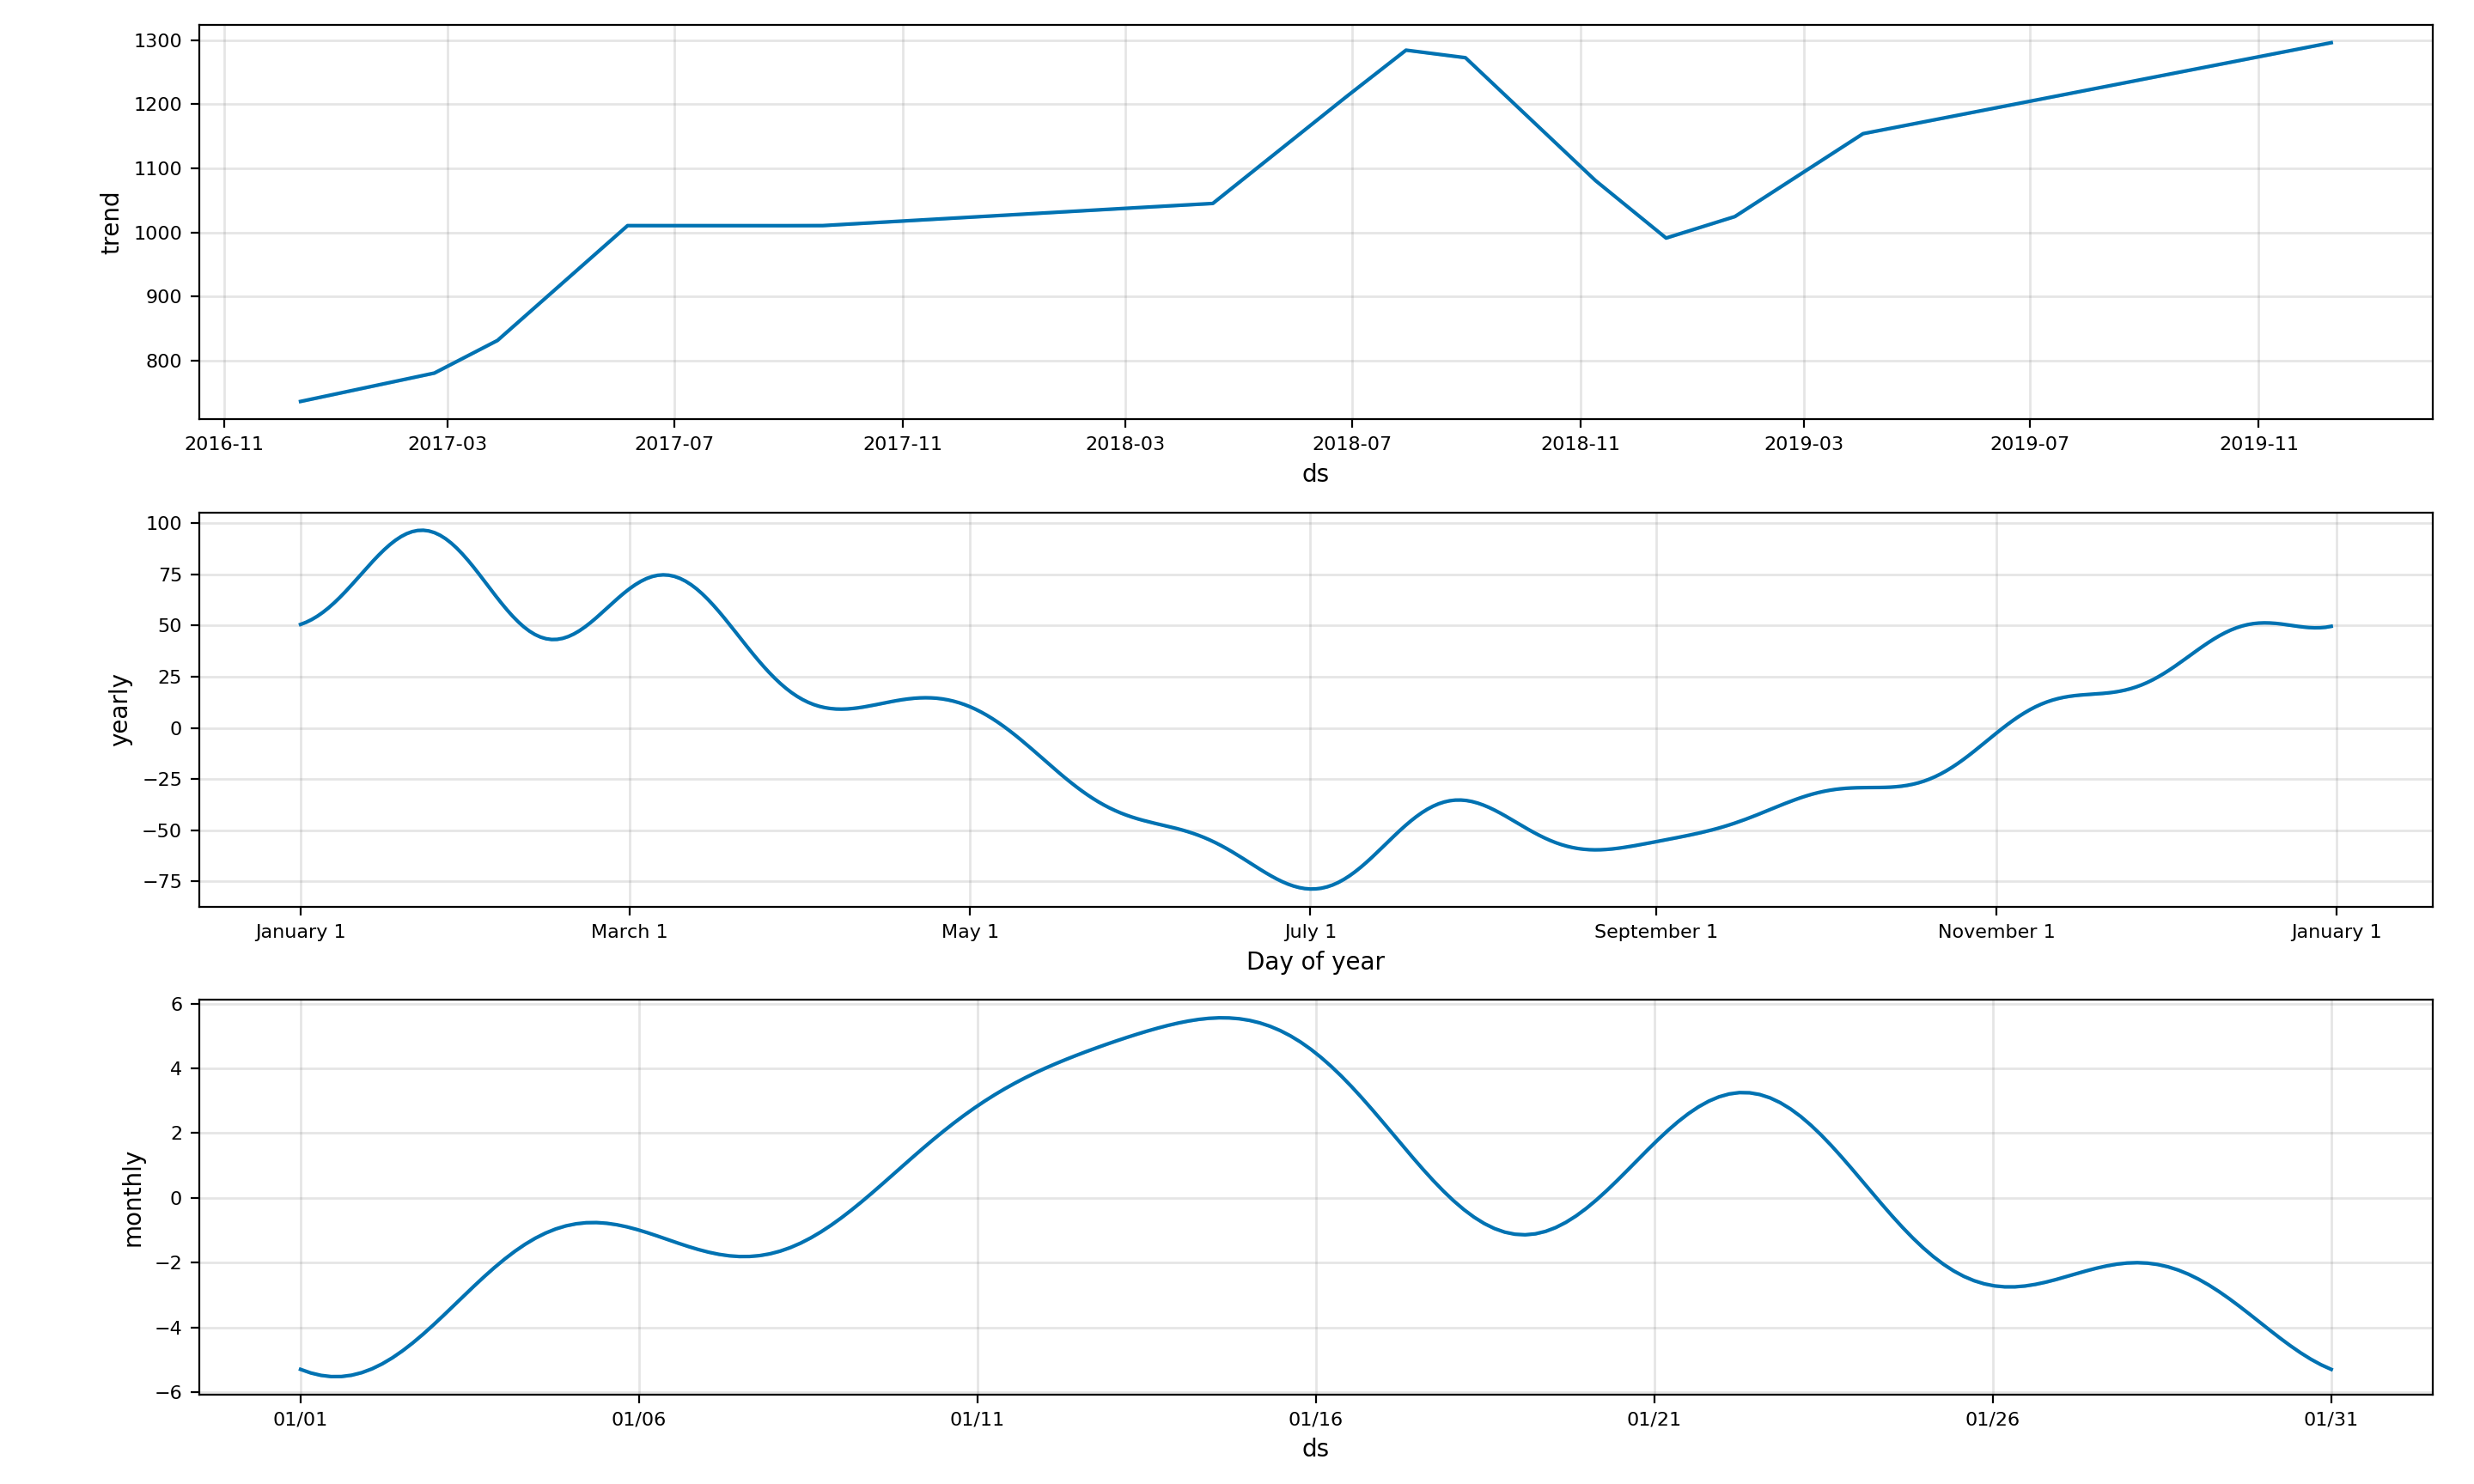 1300
1200
1100
1000
900
800
trend
2016-11 2017-03 2017-07 2017-11 2018-03 2018-07 2018-11 2019-03 2019-07 2019-11
ds
100
75
50
25
0
−25
−50
−75
yearly
January 1 March 1 May 1 July 1 September 1 November 1 January 1
Day of year
6
4
2
0
−2
−4
−6
monthly
01/01 01/06 01/11 01/16 01/21 01/26 01/31
ds